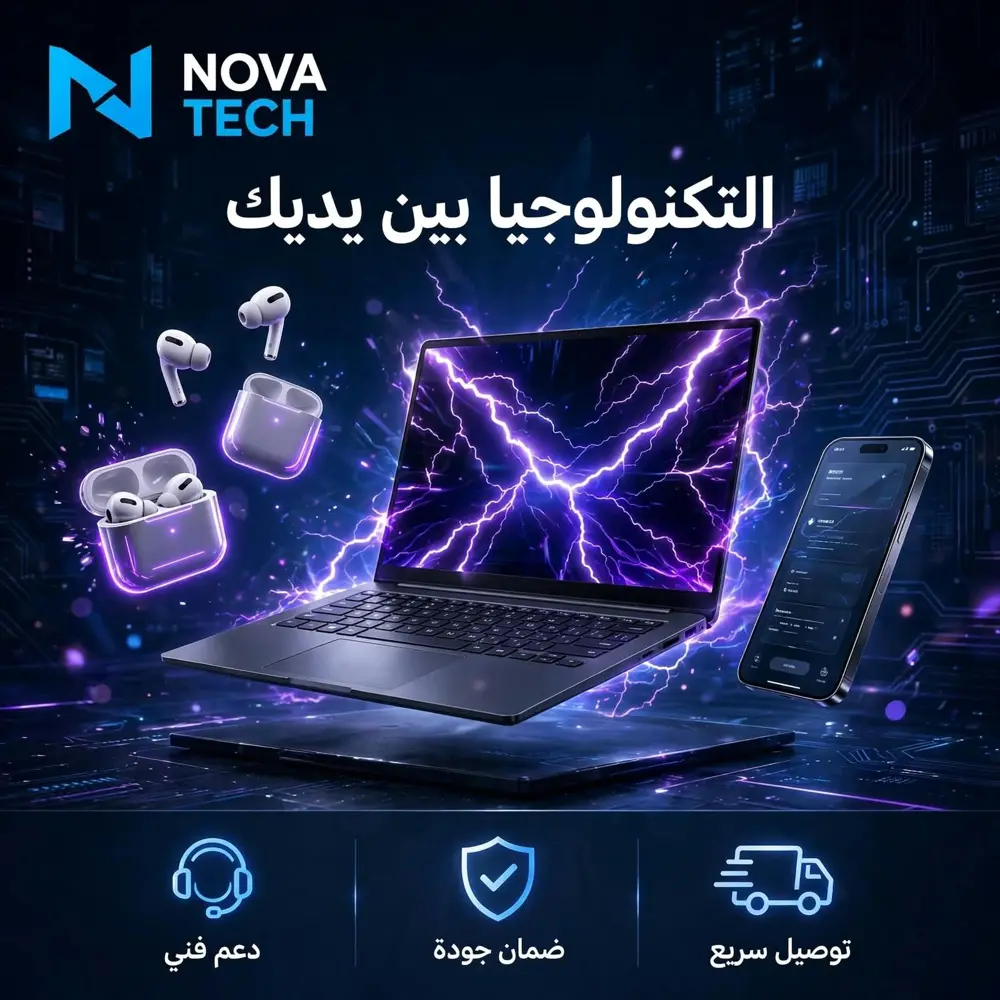 NOVA
TECH
التكنولوجيا بين يديك
توصيل سريع
ضمان جودة
دعم فني